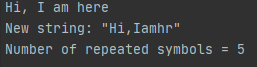 Hi, I am here
New string: "Hi,Iamhr"
Number of repeated symbols = 5